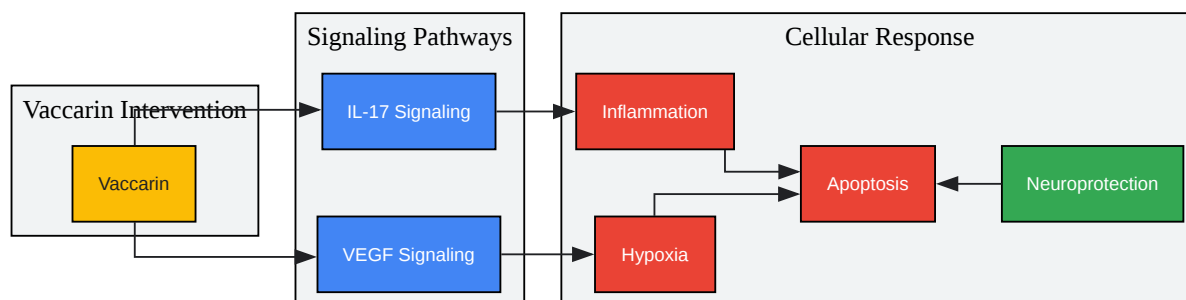 Signaling Pathways
Cellular Response
Vaccarin Intervention
IL-17 Signaling
Inflammation
Vaccarin
Apoptosis
Neuroprotection
VEGF Signaling
Hypoxia